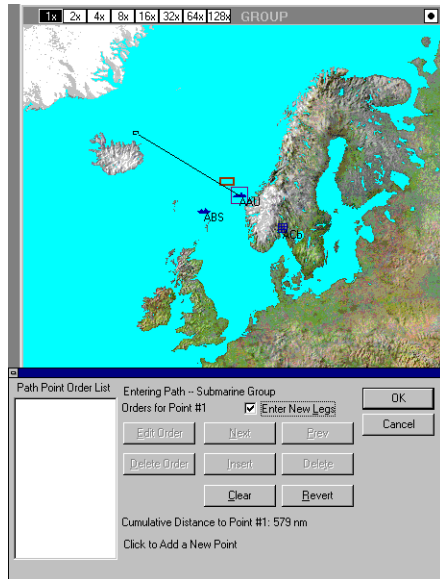 1x 2x 4x 8x 16x 32x 64x 128x GROUP
AAU
ABS
ACb
Path Point Order List
Entering Path -- Submarine Group
Orders for Point #1
Enter New Legs
OK
Cancel
Edit Order Next Prev
Delete Order Insert Delete
Clear Revert
Cumulative Distance to Point #1: 579 nm
Click to Add a New Point